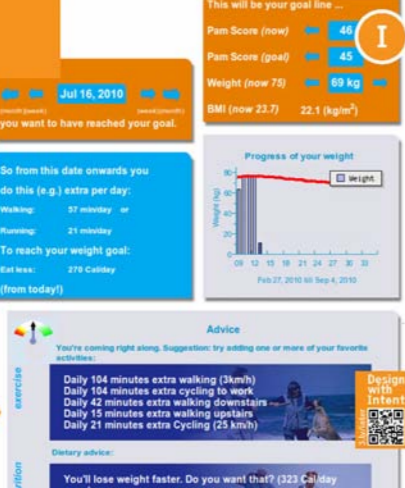 This will be your goal line ...
Pam Score (now) 46
Pam Score (goal) 45
Weight (now 75) 69 kg
BMI (now 23.7) 22.1 (kg/m²)
I
Jul 16, 2010
(month)(week) (week)(month)
you want to have reached your goal.
So from this date onwards you
do this (e.g.) extra per day:
Walking: 57 min/day or
Running: 21 min/day
To reach your weight goal:
Eat less: 270 Cal/day
(from today!)
Progress of your weight
Weight (kg)
80
60
40
20
Weight
09 12 15 18 21 24 27 30 33
Feb 27, 2010 till Sep 4, 2010
Advice
You're coming right along. Suggestion: try adding one or more of your favorite
activities:
exercise
Daily 104 minutes extra walking (3km/h)
Daily 104 minutes extra cycling to work
Daily 42 minutes extra walking downstairs
Daily 15 minutes extra walking upstairs
Daily 21 minutes extra Cycling (25 km/h)
Design
with
Intent
Dietary advice:
You'll lose weight faster. Do you want that? (323 Cal/day